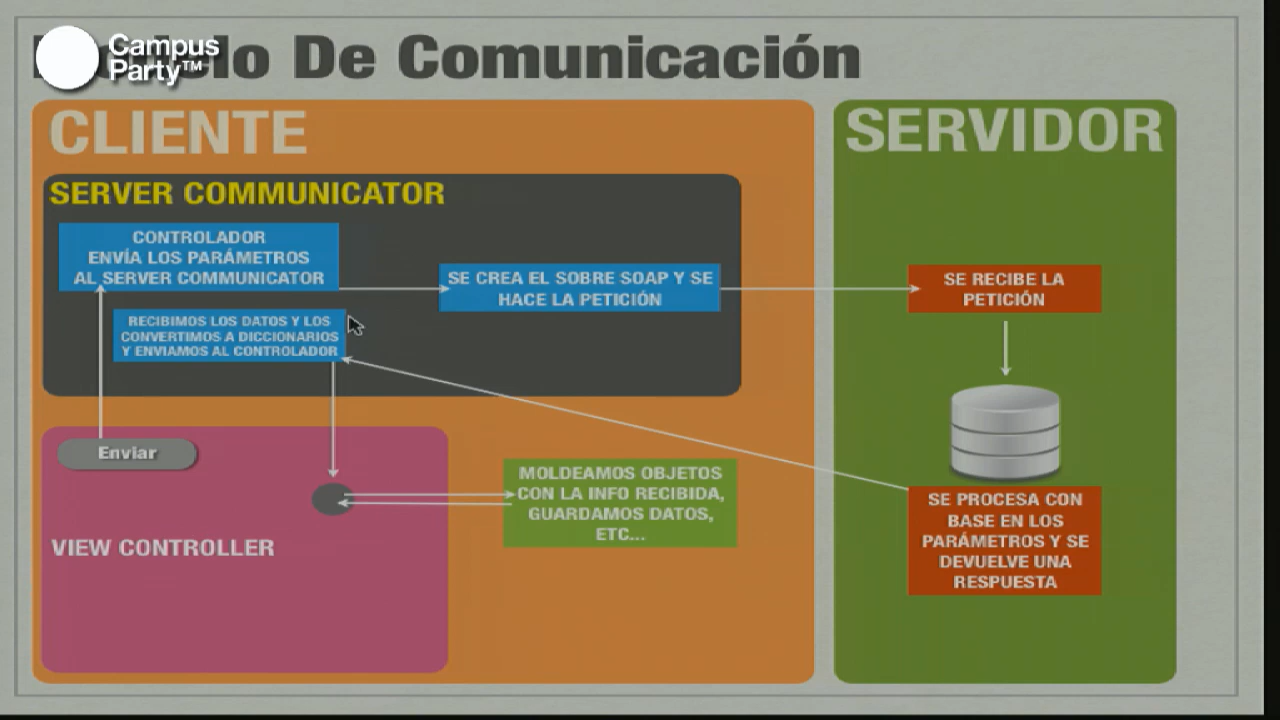 Campus
Party™
De Comunicación
CLIENTE
SERVIDOR
SERVER COMMUNICATOR
CONTROLADOR
ENVÍA LOS PARÁMETROS
AL SERVER COMMUNICATOR
SE CREA EL SOBRE SOAP Y SE
HACE LA PETICIÓN
SE RECIBE LA
PETICIÓN
RECIBIMOS LOS DATOS Y LOS
CONVERTIMOS A DICCIONARIOS
Y ENVIAMOS AL CONTROLADOR
Enviar
MOLDEAMOS OBJETOS
CON LA INFO RECIBIDA,
GUARDAMOS DATOS,
ETC...
SE PROCESA CON
BASE EN LOS
PARÁMETROS Y SE
DEVUELVE UNA
RESPUESTA
VIEW CONTROLLER